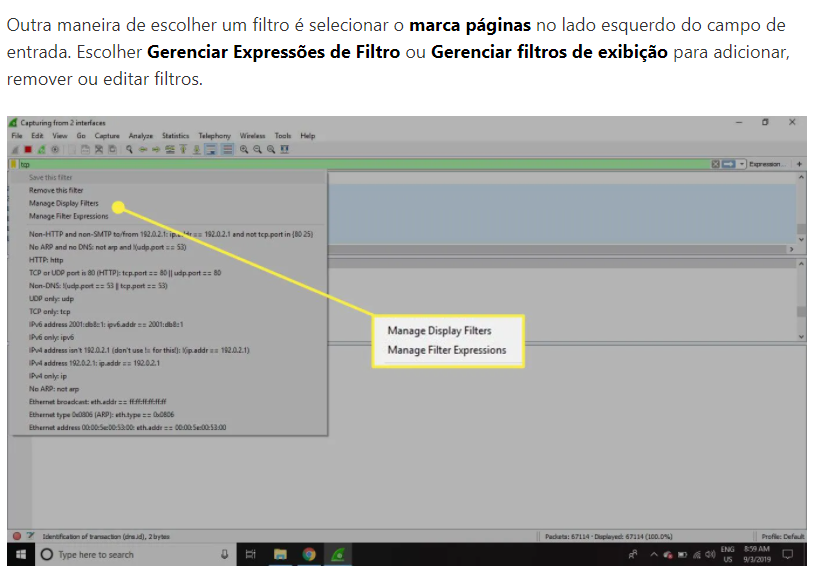 Outra maneira de escolher um filtro é selecionar o marca páginas no lado esquerdo do campo de
entrada. Escolher Gerenciar Expressões de Filtro ou Gerenciar filtros de exibição para adicionar,
remover ou editar filtros.
Capturing from 2 interfaces
File Edit View Go Capture Analyze Statistics Telephony Wireless Tools Help
tcp
Expression... +
Save this filter
Remove this filter
Manage Display Filters
Manage Filter Expressions
Non-HTTP and non-SMTP to/from 192.0.2.1: ip.addr == 192.0.2.1 and not tcp.port in {80 25}
No ARP and no DNS: not arp and !(udp.port == 53)
HTTP: http
TCP or UDP port is 80 (HTTP): tcp.port == 80 || udp.port == 80
Non-DNS: !(udp.port == 53 || tcp.port == 53)
UDP only: udp
TCP only: tcp
IPv6 address 2001:db8::1: ipv6.addr == 2001:db8::1
IPv6 only: ipv6
IPv4 address isn't 192.0.2.1 (don't use != for this!): !(ip.addr == 192.0.2.1)
IPv4 address 192.0.2.1: ip.addr == 192.0.2.1
IPv4 only: ip
No ARP: not arp
Ethernet broadcast: eth.addr == ff:ff:ff:ff:ff:ff
Ethernet type 0x0806 (ARP): eth.type == 0x0806
Ethernet address 00:00:5e:00:53:00: eth.addr == 00:00:5e:00:53:00
Manage Display Filters
Manage Filter Expressions
Identification of transaction (dns.id), 2 bytes
Packets: 67114 · Displayed: 67114 (100.0%)
Profile: Default
Type here to search
ENG
US
8:59 AM
9/3/2019